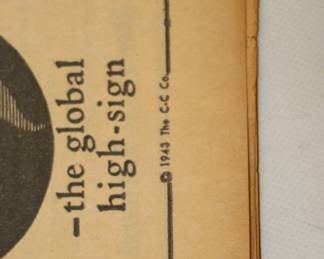 —the global
high-sign
© 1943 The C-C Co.